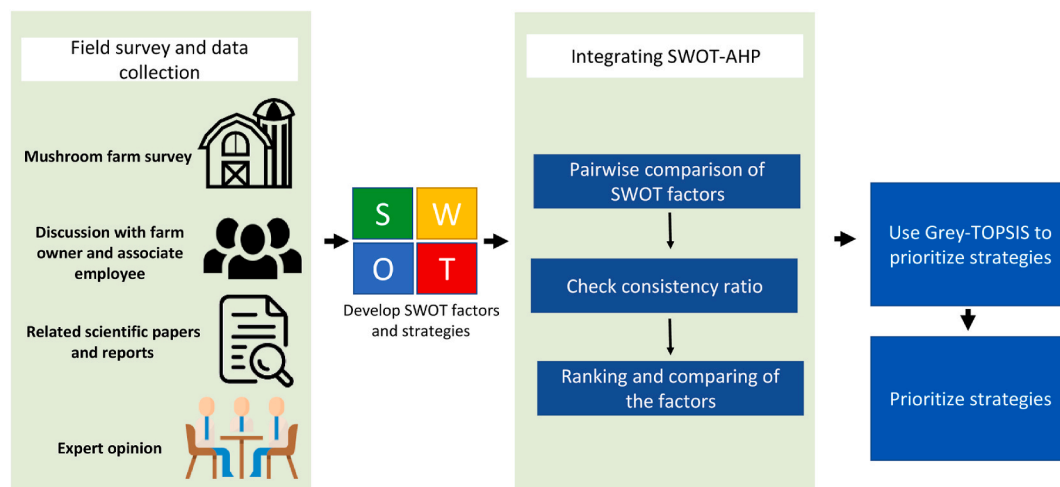 Field survey and data
collection
Mushroom farm survey
Discussion with farm
owner and associate
employee
Related scientific papers
and reports
Expert opinion
S W
O T
Develop SWOT factors
and strategies
Integrating SWOT-AHP
Pairwise comparison of
SWOT factors
Check consistency ratio
Ranking and comparing of
the factors
Use Grey-TOPSIS to
prioritize strategies
Prioritize strategies